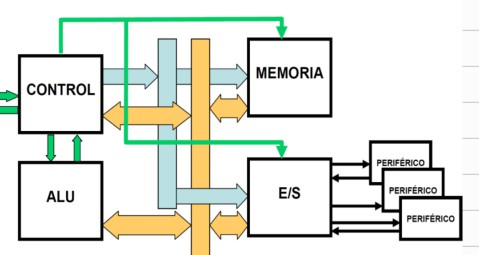 CONTROL
MEMORIA
ALU
E/S
PERIFÉRICO
PERIFÉRICO
PERIFÉRICO